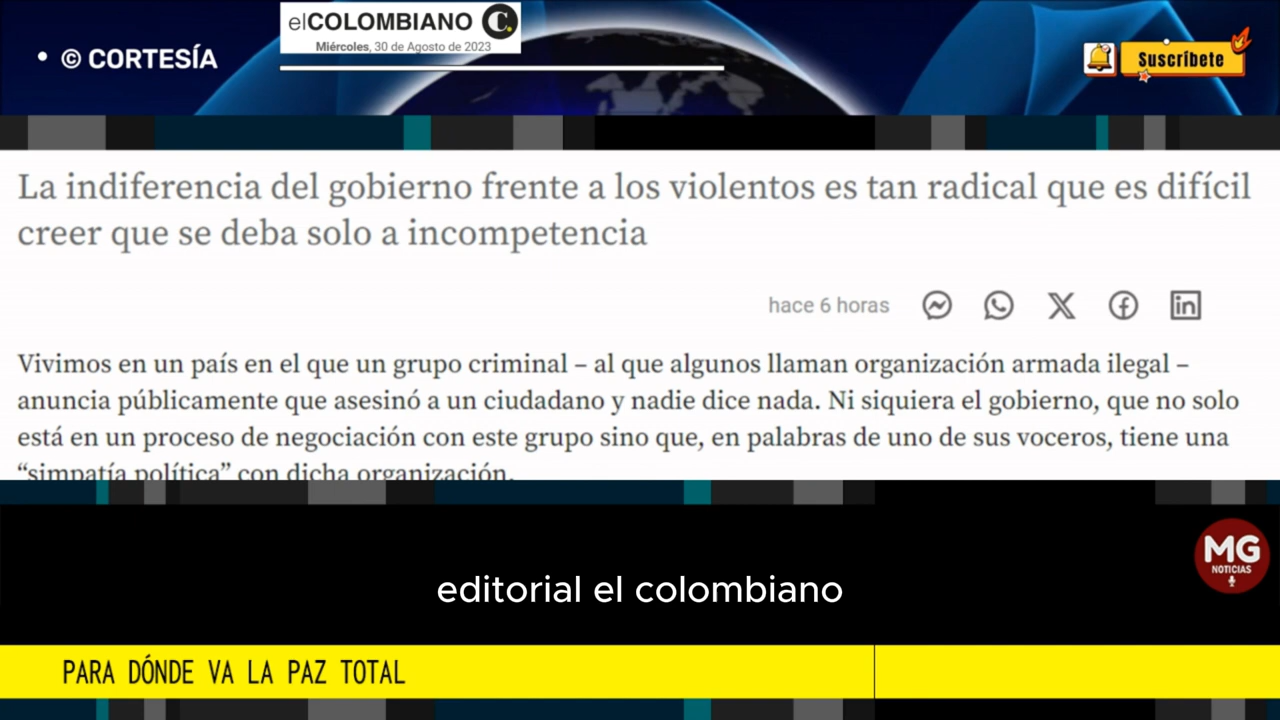 elCOLOMBIANO C.
Miércoles, 30 de Agosto de 2023
• © CORTESÍA
Suscríbete
La indiferencia del gobierno frente a los violentos es tan radical que es difícil
creer que se deba solo a incompetencia
hace 6 horas
Vivimos en un país en el que un grupo criminal – al que algunos llaman organización armada ilegal –
anuncia públicamente que asesinó a un ciudadano y nadie dice nada. Ni siquiera el gobierno, que no solo
está en un proceso de negociación con este grupo sino que, en palabras de uno de sus voceros, tiene una
“simpatía política” con dicha organización.
MG
NOTICIAS
editorial el colombiano
PARA DÓNDE VA LA PAZ TOTAL